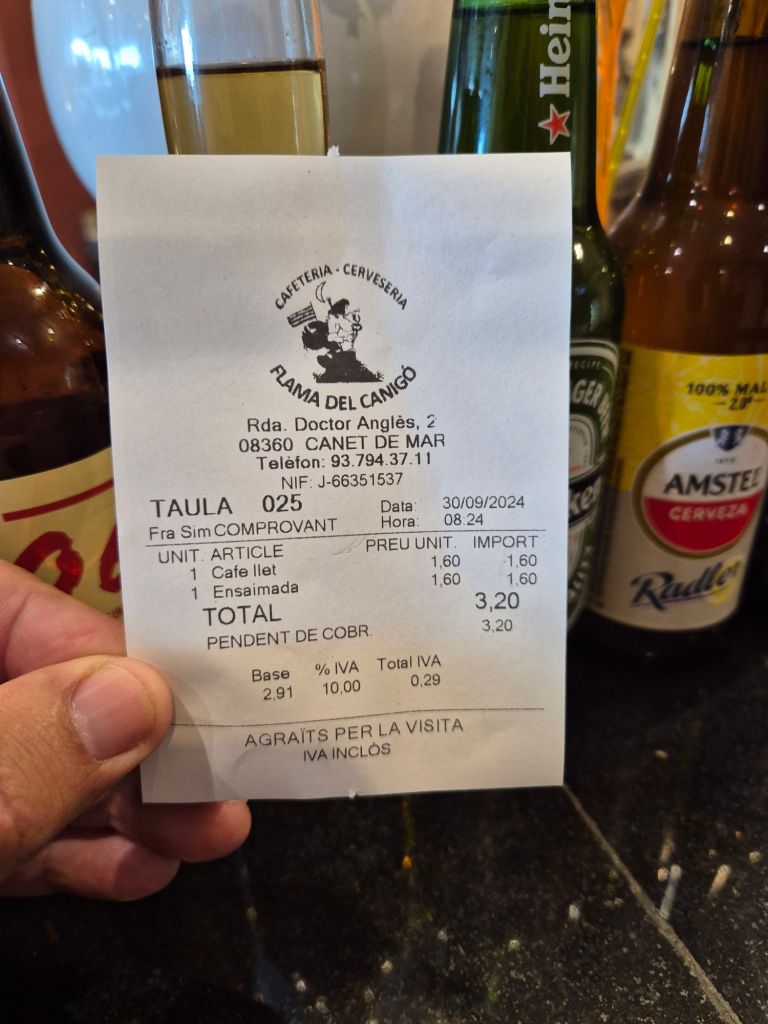 CAFETERIA - CERVESERIA
FLAMA DEL CANIGÓ
Rda. Doctor Anglès, 2
08360 CANET DE MAR
Telèfon: 93.794.37.11
NIF: J-66351537
TAULA 025 Data: 30/09/2024
Fra Sim COMPROVANT Hora: 08:24
UNIT. ARTICLE PREU UNIT. IMPORT
1 Cafe llet 1,60 1,60
1 Ensaimada 1,60 1,60
TOTAL 3,20
PENDENT DE COBR. 3,20
Base % IVA Total IVA
2,91 10,00 0,29
AGRAÏTS PER LA VISITA
IVA INCLÒS
100% MAL
2.0º
AMSTEL
CERVEZA
Radler